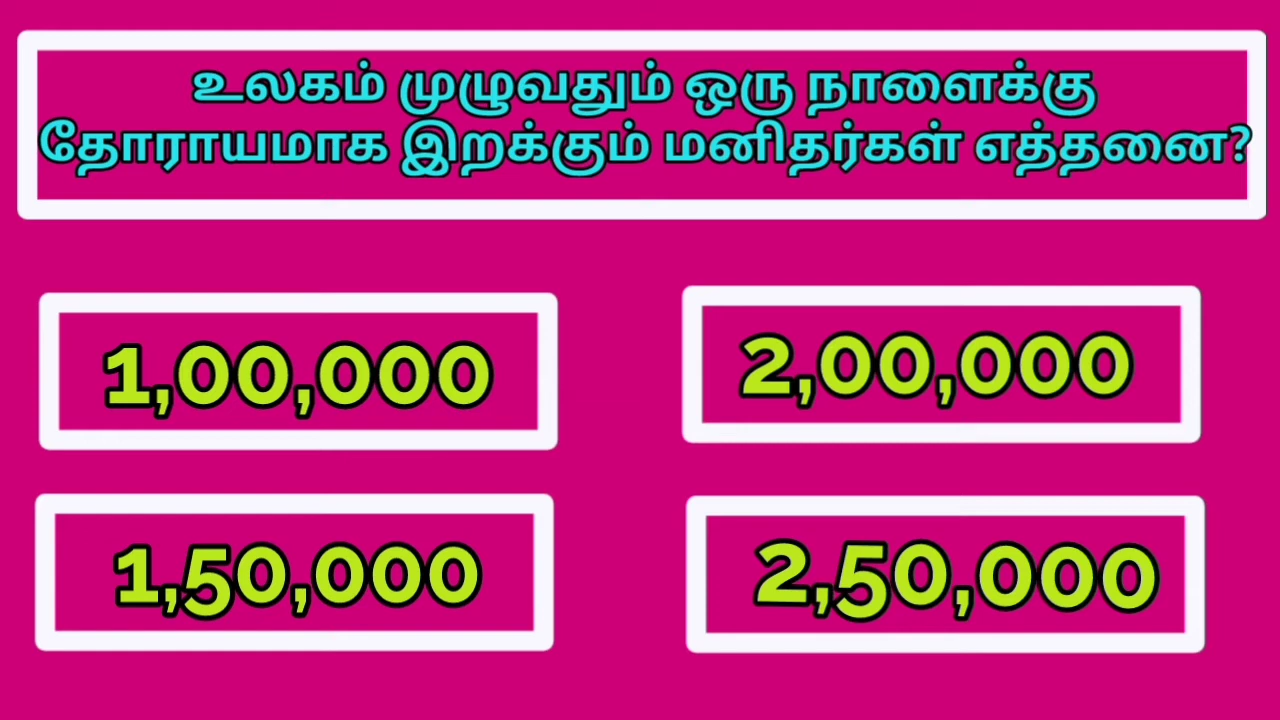 உலகம் முழுவதும் ஒரு நாளைக்கு
தோராயமாக இறக்கும் மனிதர்கள் எத்தனை?
1,00,000
2,00,000
1,50,000
2,50,000